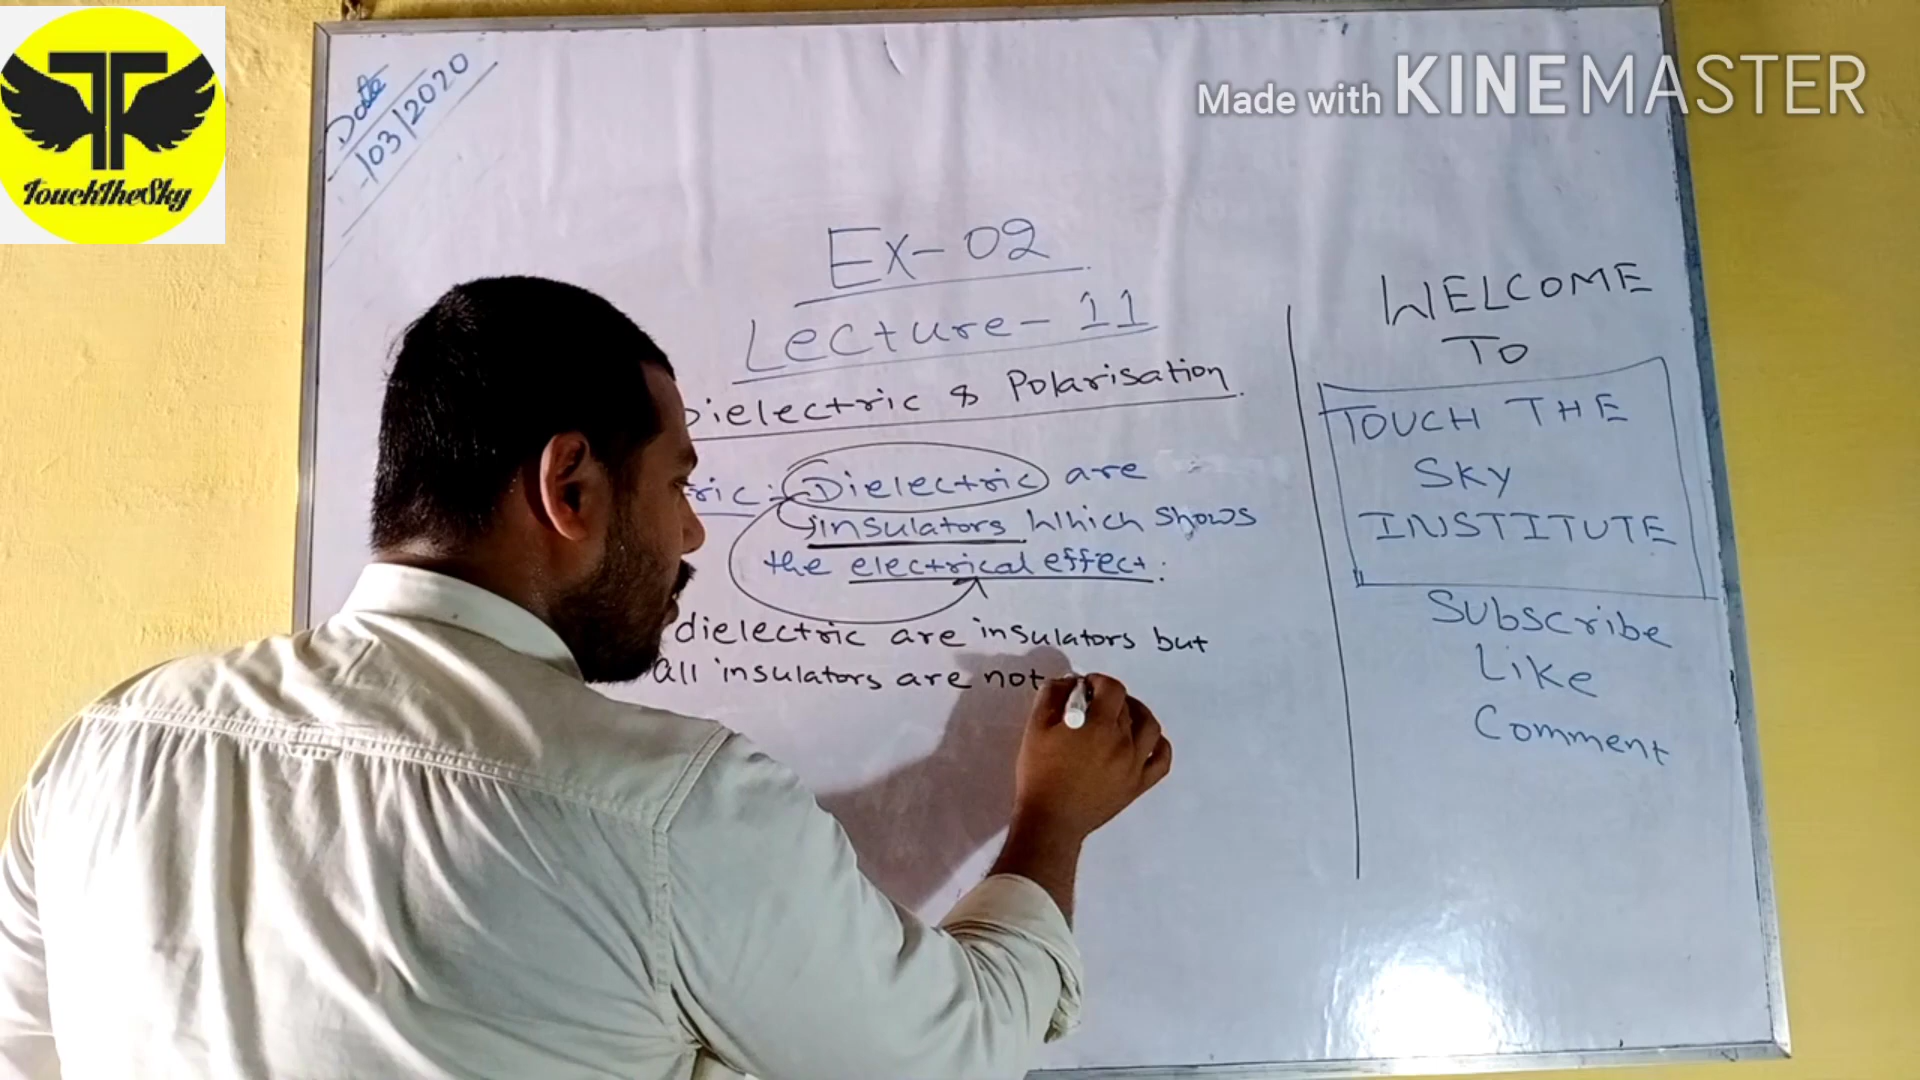 TouchTheSky
Made with KINEMASTER
Date
/03/2020
Ex-02
Lecture-11
Dielectric & Polarisation
ric:- Dielectric are
insulators Which shows
the electrical effect.
dielectric are insulators but
all insulators are not
WELCOME
TO
TOUCH THE
SKY
INSTITUTE
Subscribe
Like
Comment